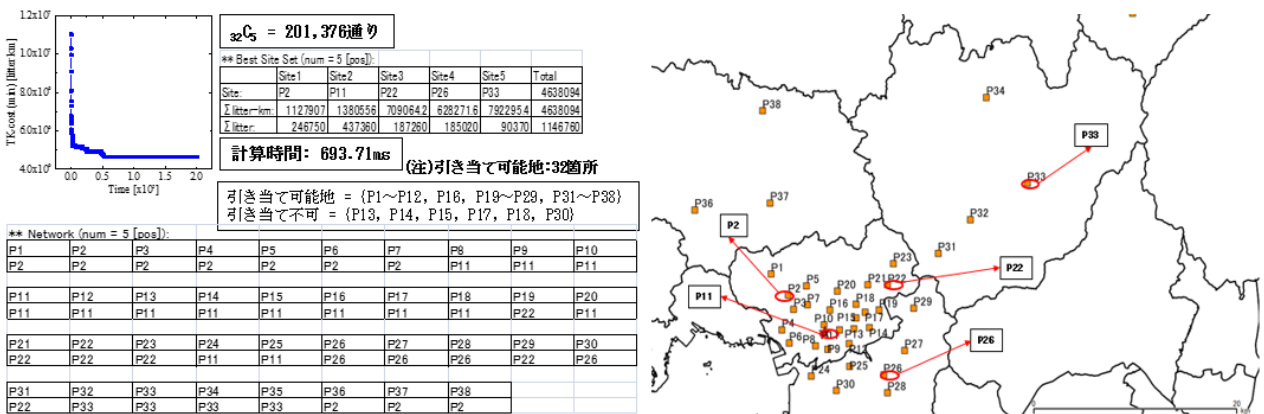 1.2x10⁷
1.0x10⁷
8.0x10⁶
6.0x10⁶
4.0x10⁶
TK-cost (min) [litter km]
0.0 0.5 1.0 1.5 2.0
₃₂C₅ = 201,376通り
** Best Site Set (num = 5 [pos]):
Site1 Site2 Site3 Site4 Site5 Total
Site: P2 P11 P22 P26 P33 4638094
Σlitter-km: 1127907 1380556 709064.2 628271.6 792295.4 4638094
Σlitter: 246750 437360 187260 185020 90370 1146760
計算時間: 693.71ms
(注)引き当て可能地:32箇所
引き当て可能地 = {P1～P12, P16, P19～P29, P31～P38}
引き当て不可 = {P13, P14, P15, P17, P18, P30}
** Network (num = 5 [pos]):
P1 P2 P3 P4 P5 P6 P7 P8 P9 P10
P2 P2 P2 P2 P2 P2 P2 P11 P11 P11
P11 P12 P13 P14 P15 P16 P17 P18 P19 P20
P11 P11 P11 P11 P11 P11 P11 P11 P22 P11
P21 P22 P23 P24 P25 P26 P27 P28 P29 P30
P22 P22 P22 P11 P11 P26 P26 P26 P22 P26
P31 P32 P33 P34 P35 P36 P37 P38
P22 P33 P33 P33 P33 P2 P2 P2
P34
P38
P33
P33
P37
P36
P32
P2
P31
P23
P1
P22
P22
P5
P21
P2
P20
P11
P3
P7
P16
P18
P19
P29
P10
P15
P17
P4
P13
P14
P6
P8
P9
P12
P27
P26
P25
P24
P26
P30
P28
0
20
km